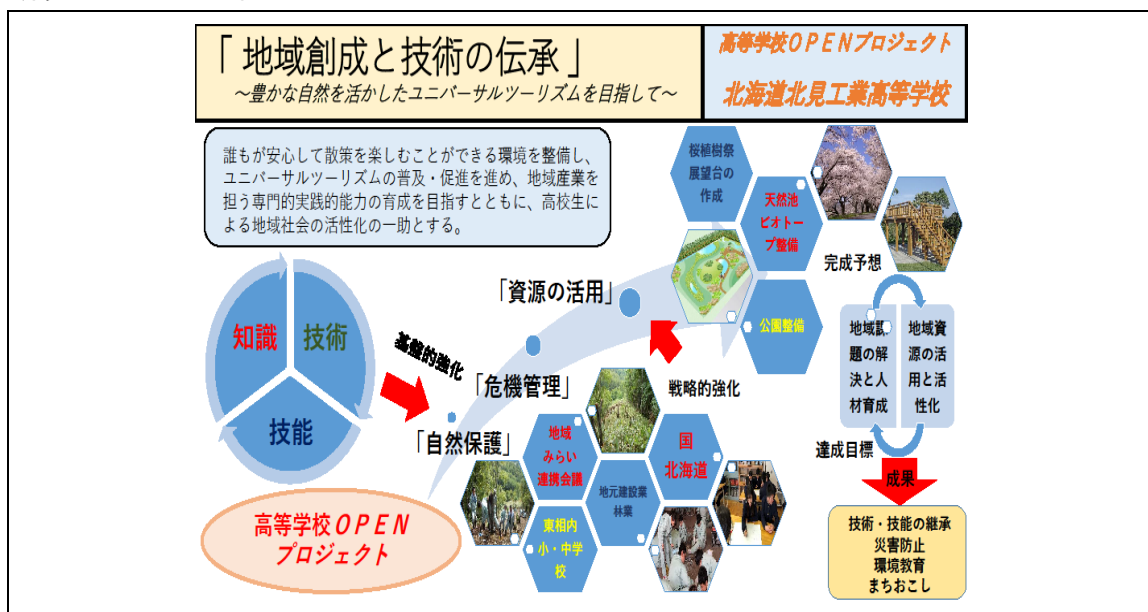 「 地域創成と技術の伝承 」
～豊かな自然を活かしたユニバーサルツーリズムを目指して～
高等学校OPENプロジェクト
北海道北見工業高等学校
誰もが安心して散策を楽しむことができる環境を整備し、
ユニバーサルツーリズムの普及・促進を進め、地域産業を
担う専門的実践的能力の育成を目指すとともに、高校生に
よる地域社会の活性化の一助とする。
桜植樹祭
展望台の
作成
天然池
ビオトー
プ整備
完成予想
公園整備
「資源の活用」
知識
技術
技能
基盤的強化
「危機管理」
「自然保護」
戦略的強化
地域
みらい
連携会議
国
北海道
地元建設業
林業
東相内
小・中学
校
地域課
題の解
決と人
材育成
地域資
源の活
用と活
性化
達成目標
成果
高等学校OPEN
プロジェクト
技術・技能の継承
災害防止
環境教育
まちおこし